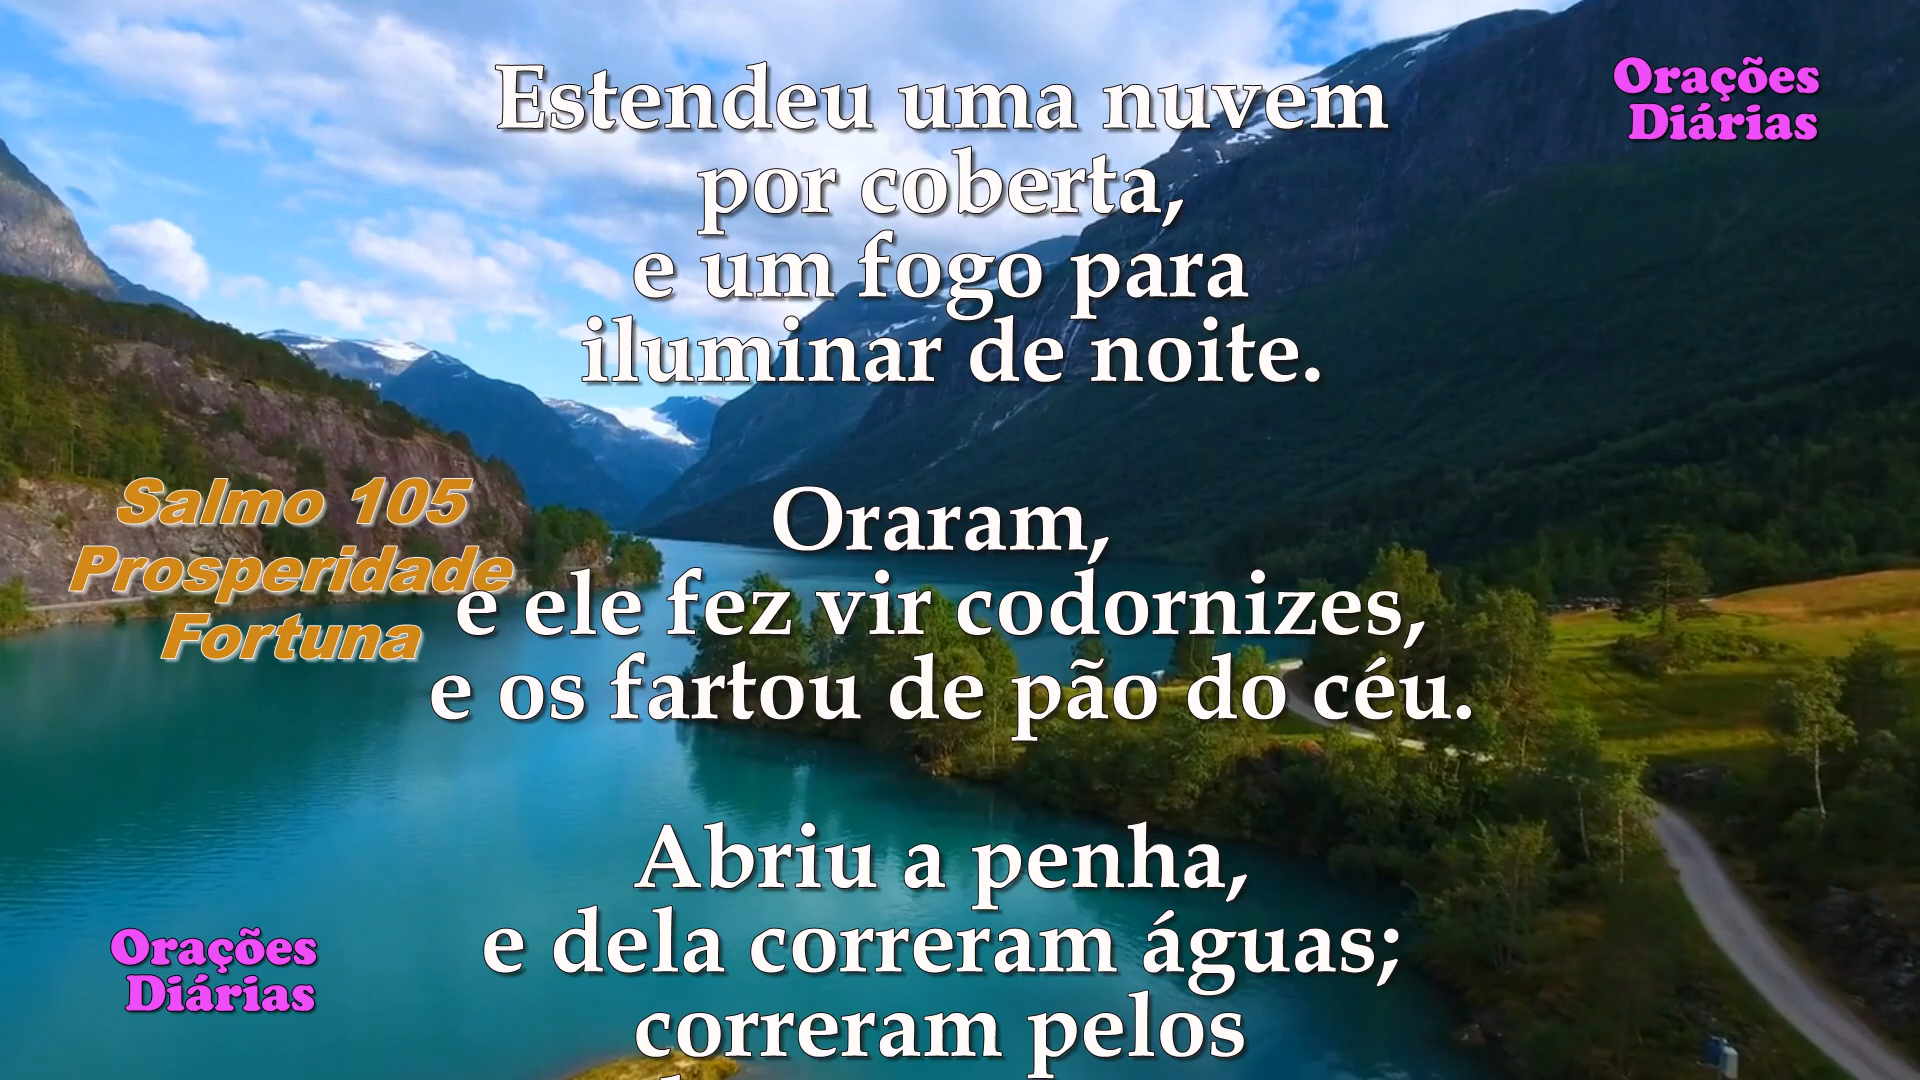 Estendeu uma nuvem
por coberta,
e um fogo para
iluminar de noite.
Oraram,
e ele fez vir codornizes,
e os fartou de pão do céu.
Abriu a penha,
e dela correram águas;
correram pelos
Orações
Diárias
Salmo 105
Prosperidade
Fortuna
Orações
Diárias